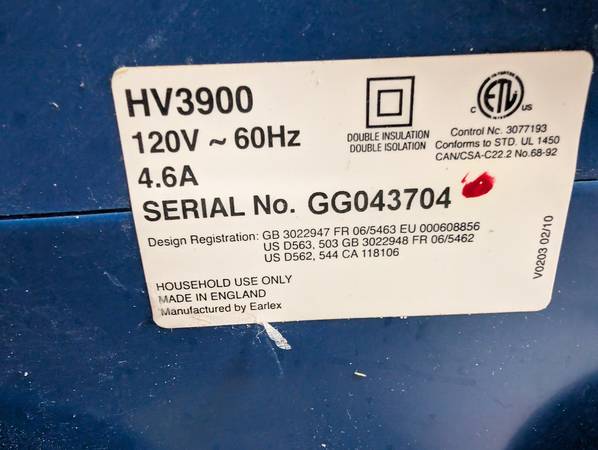 HV3900
120V ~ 60Hz
4.6A
SERIAL No. GG043704
DOUBLE INSULATION
DOUBLE ISOLATION
C ETL US
Control Nc. 3077193
Conforms to STD. UL 1450
CAN/CSA-C22.2 No.68-92
Design Registration: GB 3022947 FR 06/5463 EU 000608856
US D563, 503 GB 3022948 FR 06/5462
US D562, 544 CA 118106
HOUSEHOLD USE ONLY
MADE IN ENGLAND
Manufactured by Earlex
V0203 02/10